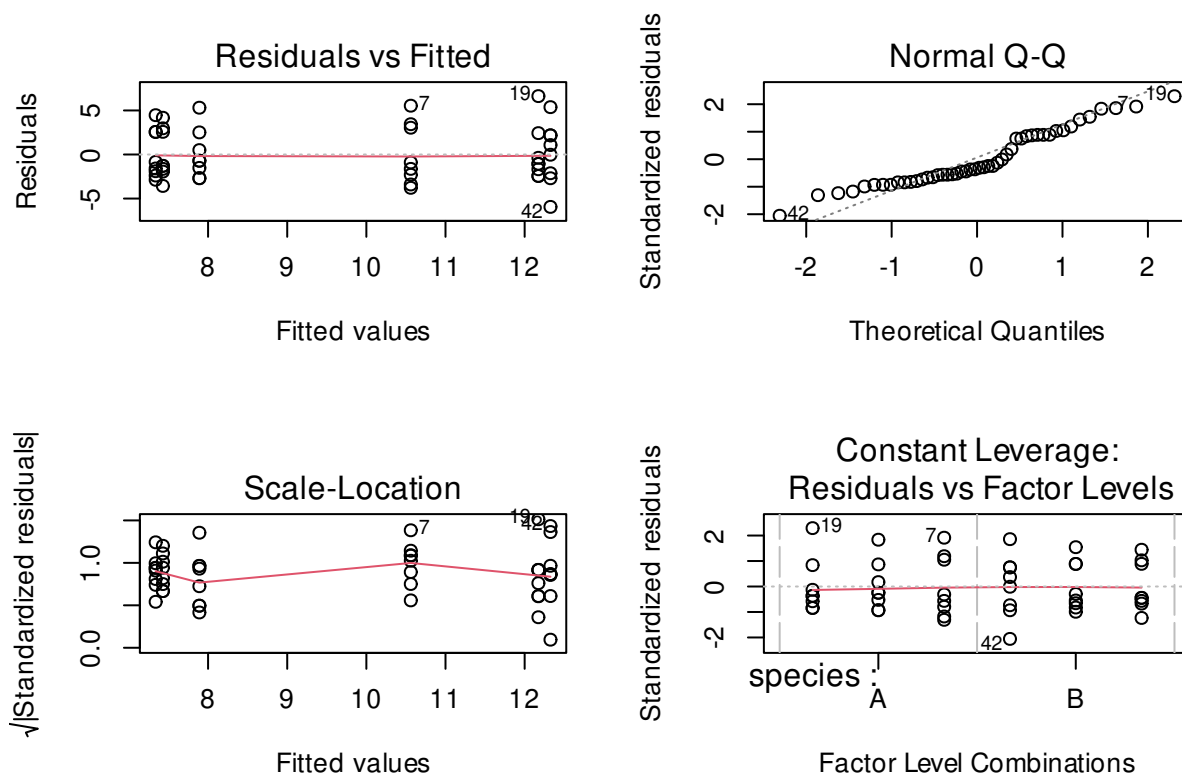 Residuals vs Fitted
Residuals
5
0
-5
7
19
42
8 9 10 11 12
Fitted values
Normal Q-Q
Standardized residuals
2
0
-2
42
7
19
-2 -1 0 1 2
Theoretical Quantiles
Scale-Location
√|Standardized residuals|
1.0
0.0
7
19
42
8 9 10 11 12
Fitted values
Constant Leverage:
Residuals vs Factor Levels
Standardized residuals
2
0
-2
19
7
42
species :
A B
Factor Level Combinations